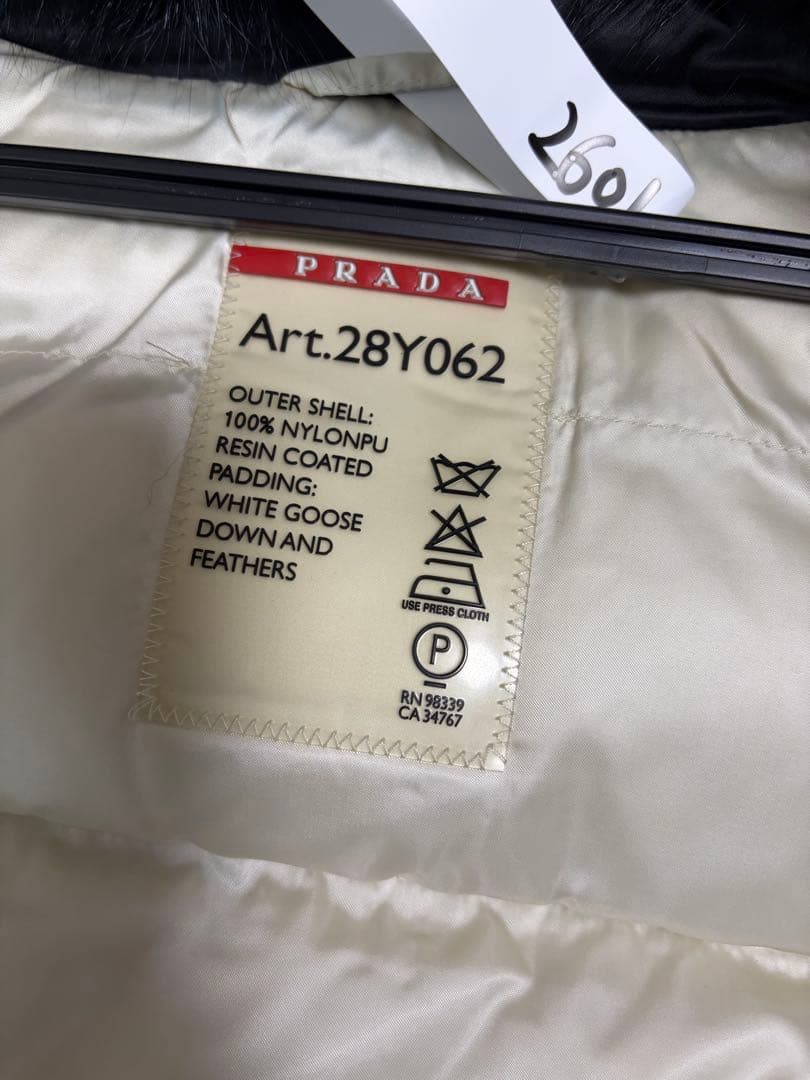 2601
PRADA
Art.28Y062
OUTER SHELL:
100% NYLONPU
RESIN COATED
PADDING:
WHITE GOOSE
DOWN AND
FEATHERS
USE PRESS CLOTH
P
RN 98339
CA 34767